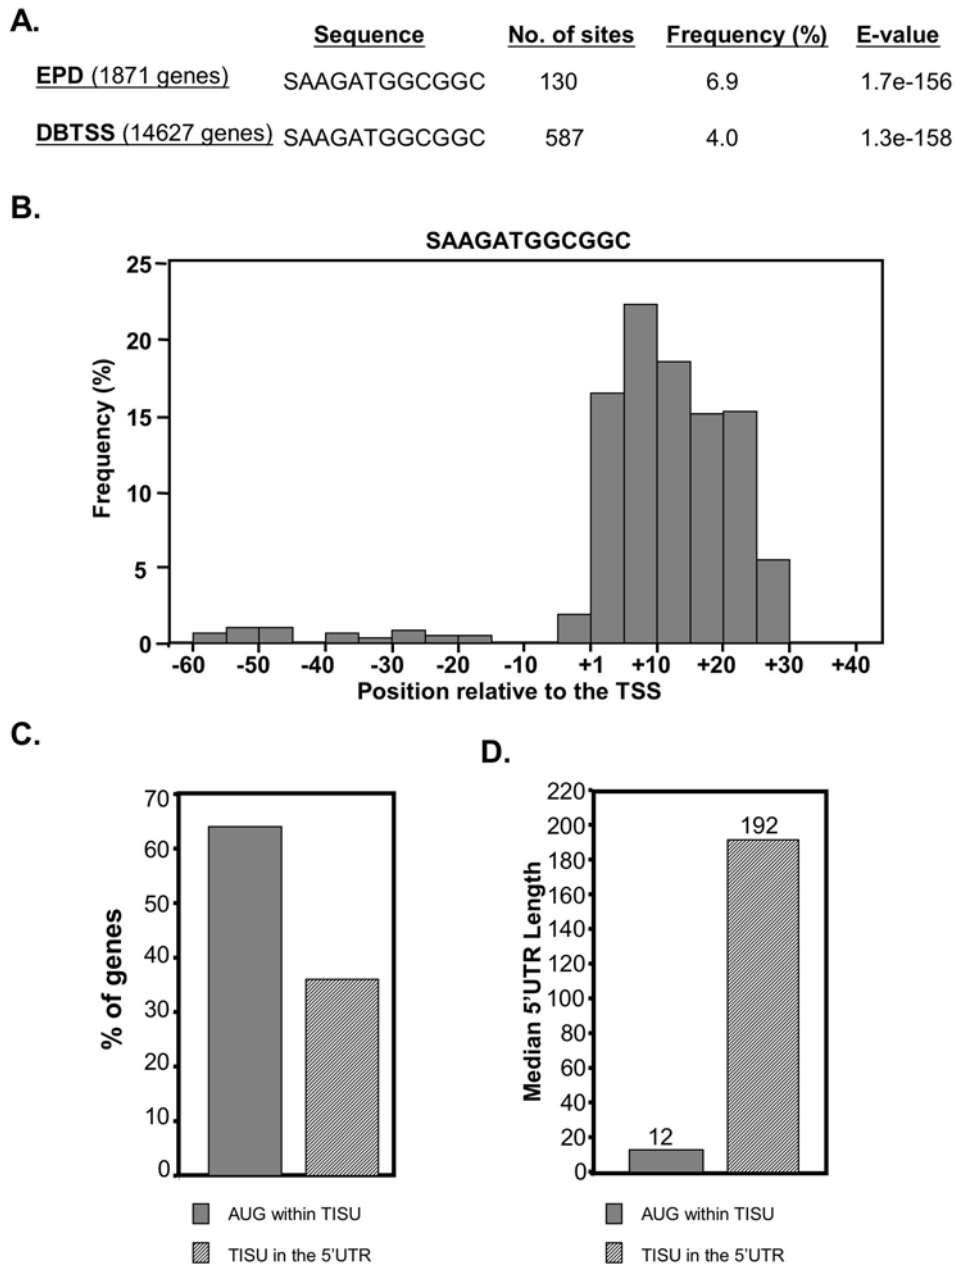 A.
Sequence No. of sites Frequency (%) E-value
EPD (1871 genes) SAAGATGGCGGC 130 6.9 1.7e-156
DBTSS (14627 genes) SAAGATGGCGGC 587 4.0 1.3e-158
B.
SAAGATGGCGGC
25
20
15
10
5
0
Frequency (%)
-60 -50 -40 -30 -20 -10 +1 +10 +20 +30 +40
Position relative to the TSS
C.
70
60
50
40
30
20
10
0
% of genes
AUG within TISU
TISU in the 5'UTR
D.
220
200
180
160
140
120
100
80
60
40
20
0
Median 5'UTR Length
12
192
AUG within TISU
TISU in the 5'UTR